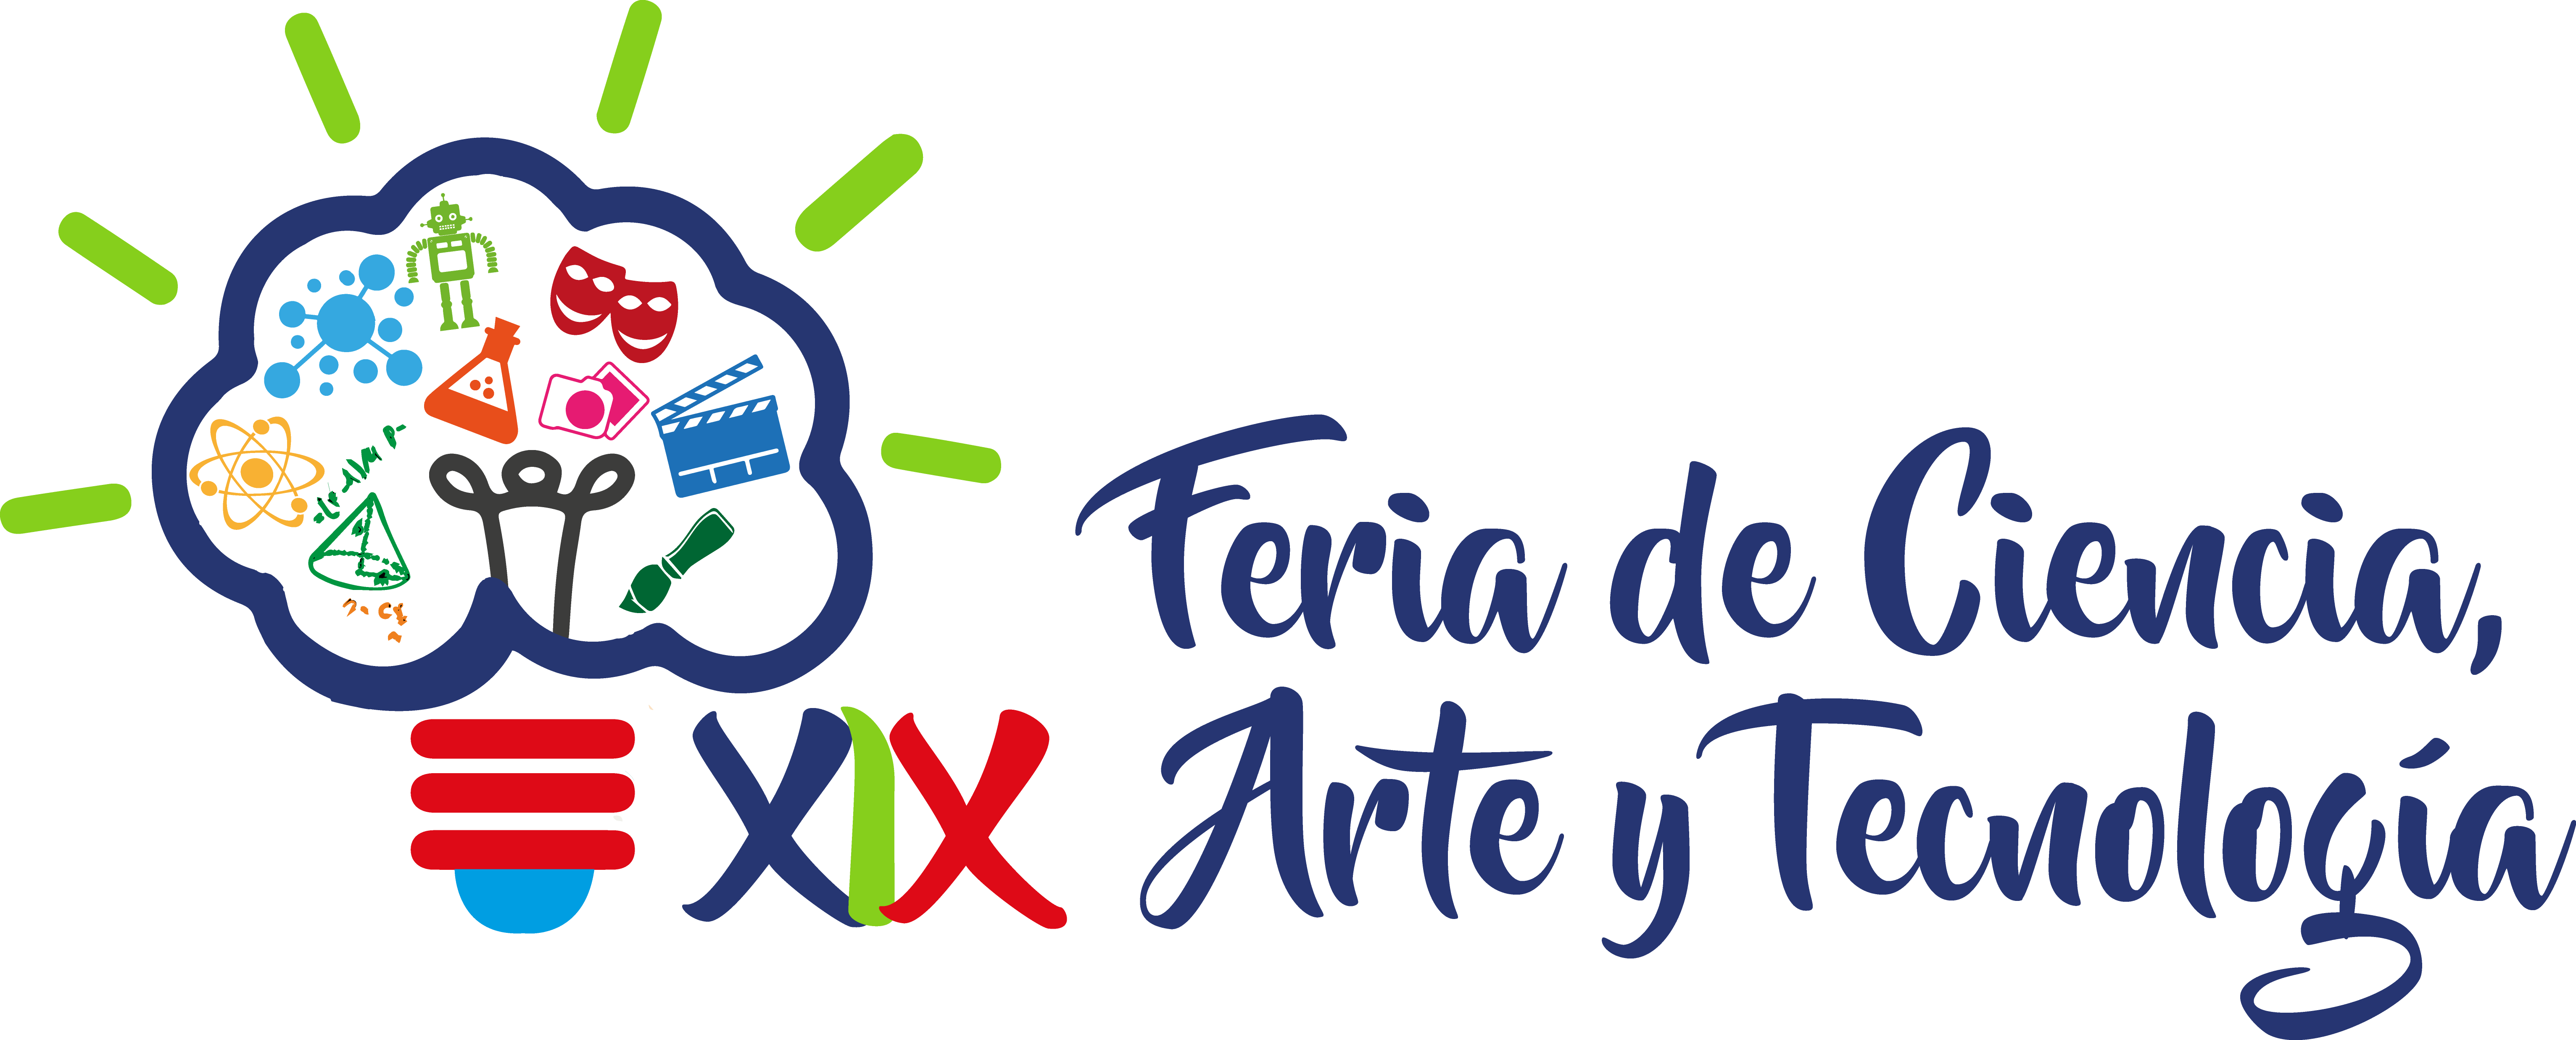 Feria de Ciencia,
XIX Arte y Tecnología